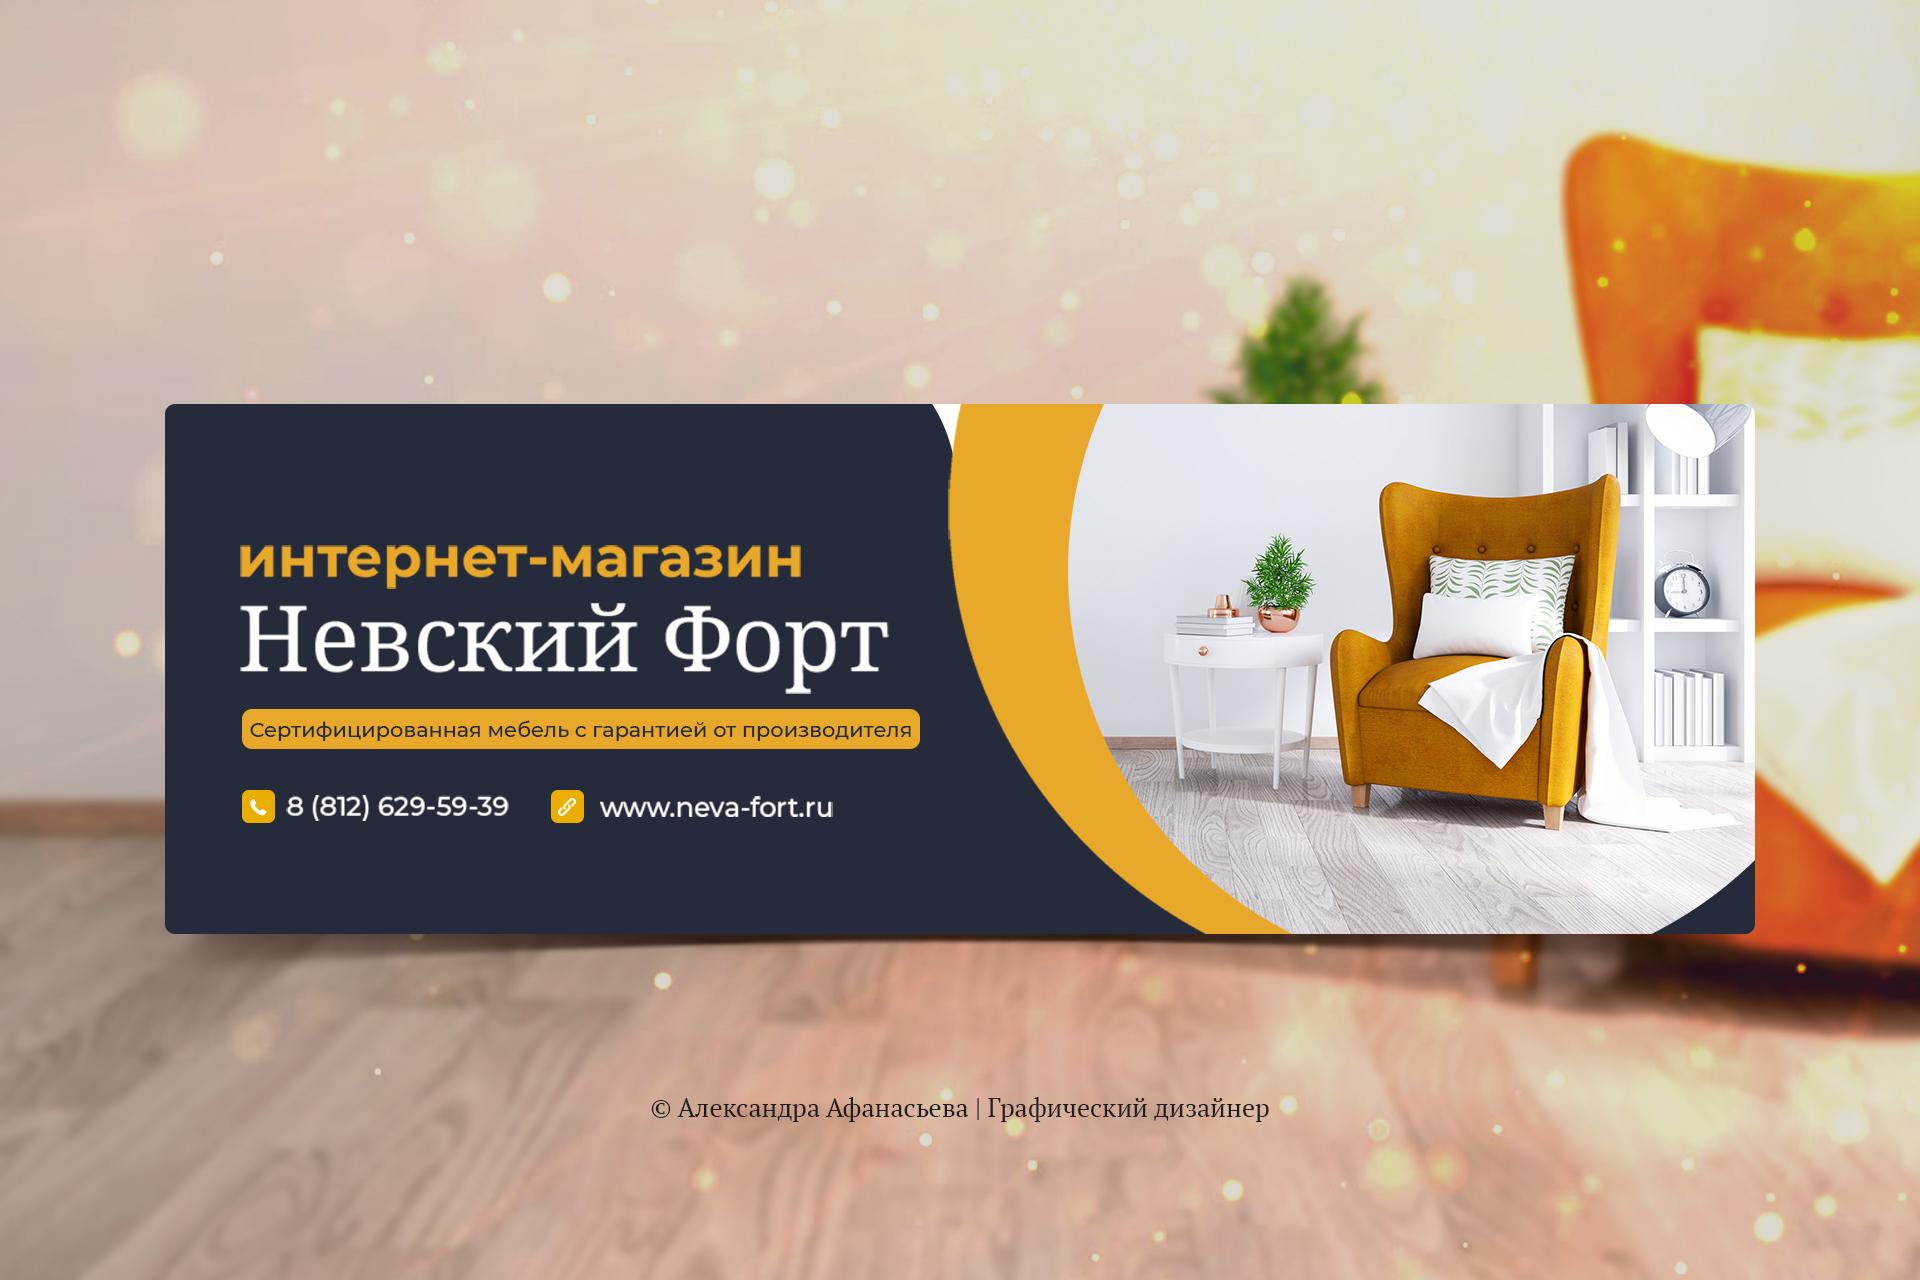 интернет-магазин
Невский Форт
Сертифицированная мебель с гарантией от производителя
8 (812) 629-59-39
www.neva-fort.ru
© Александра Афанасьева | Графический дизайнер